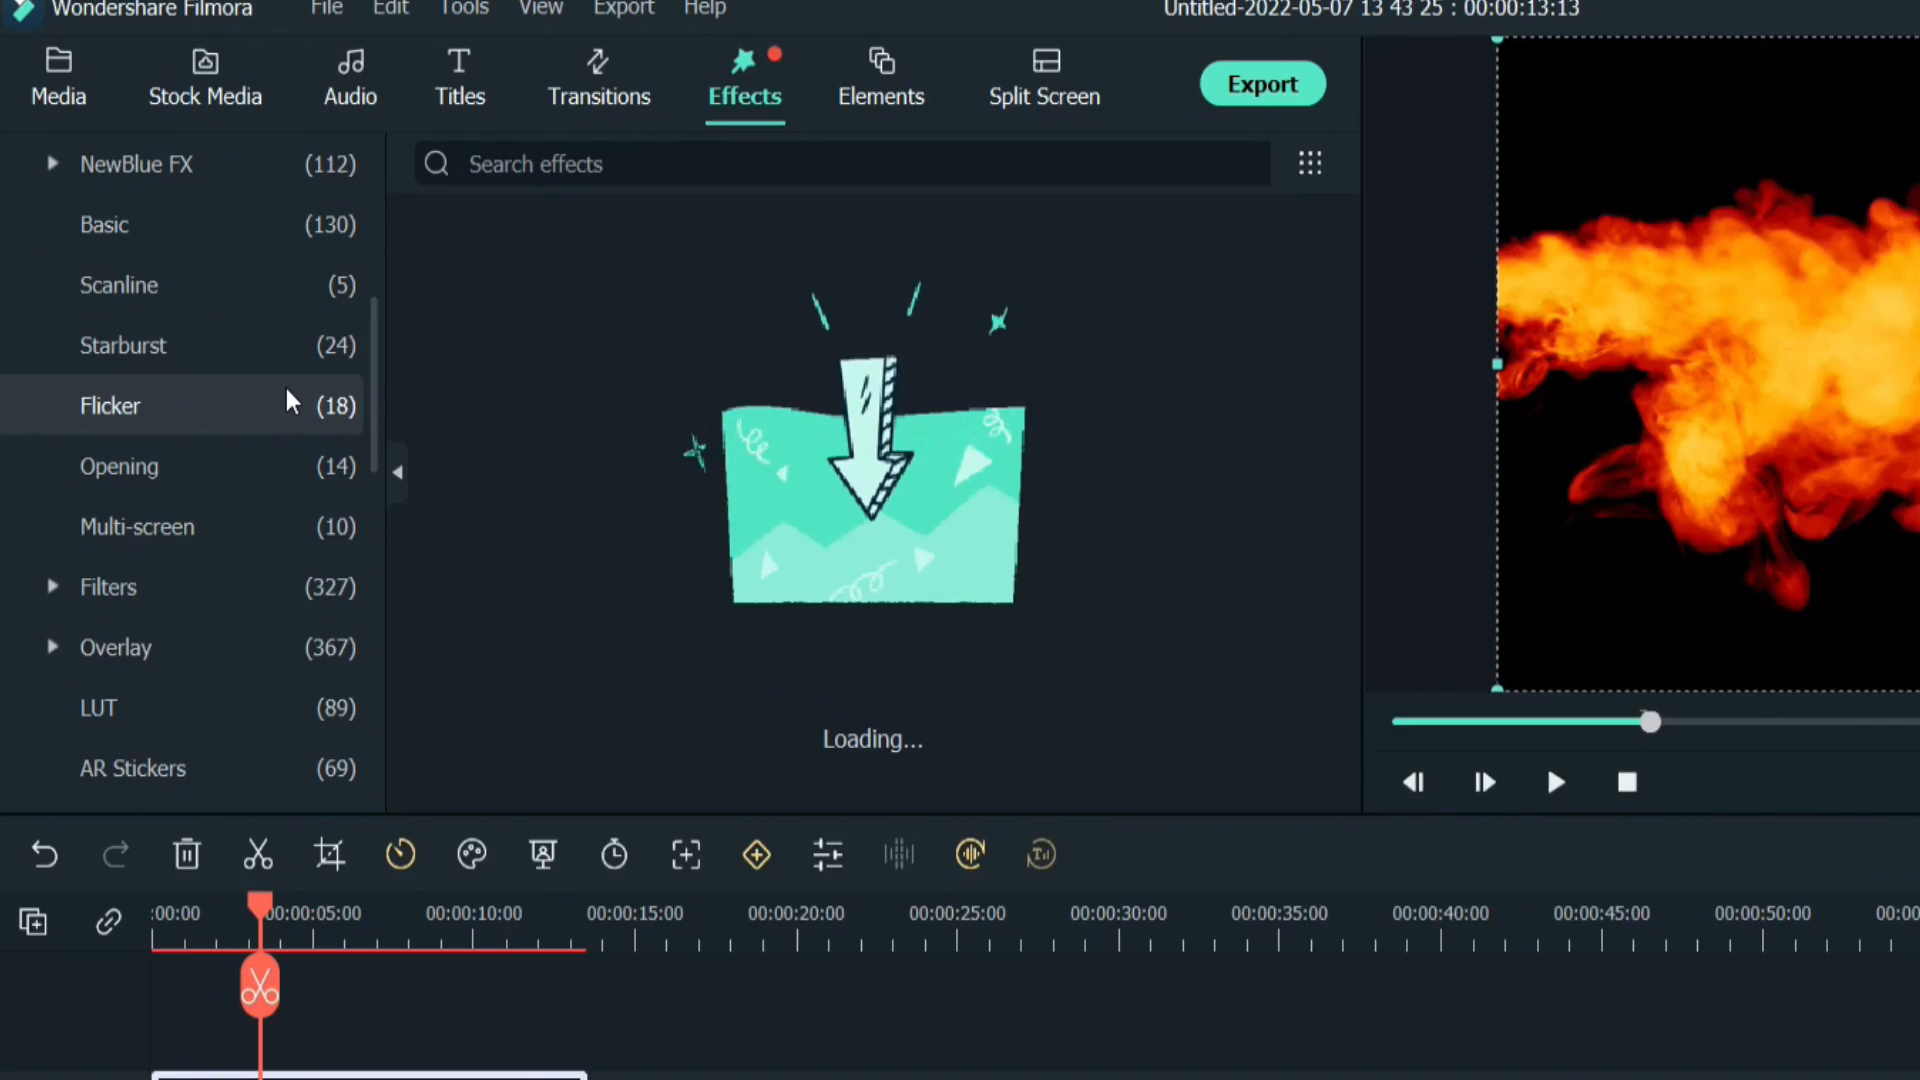 Wondershare Filmora File Edit Tools View Export Help Untitled-2022-05-07 13 43 25 : 00:00:13:13
Media Stock Media Audio Titles Transitions Effects Elements Split Screen Export
NewBlue FX (112) Search effects
Basic (130)
Scanline (5)
Starburst (24)
Flicker (18)
Opening (14)
Multi-screen (10)
Filters (327)
Overlay (367)
LUT (89)
Loading...
AR Stickers (69)
:00:00 00:00:05:00 00:00:10:00 00:00:15:00 00:00:20:00 00:00:25:00 00:00:30:00 00:00:35:00 00:00:40:00 00:00:45:00 00:00:50:00 00:00